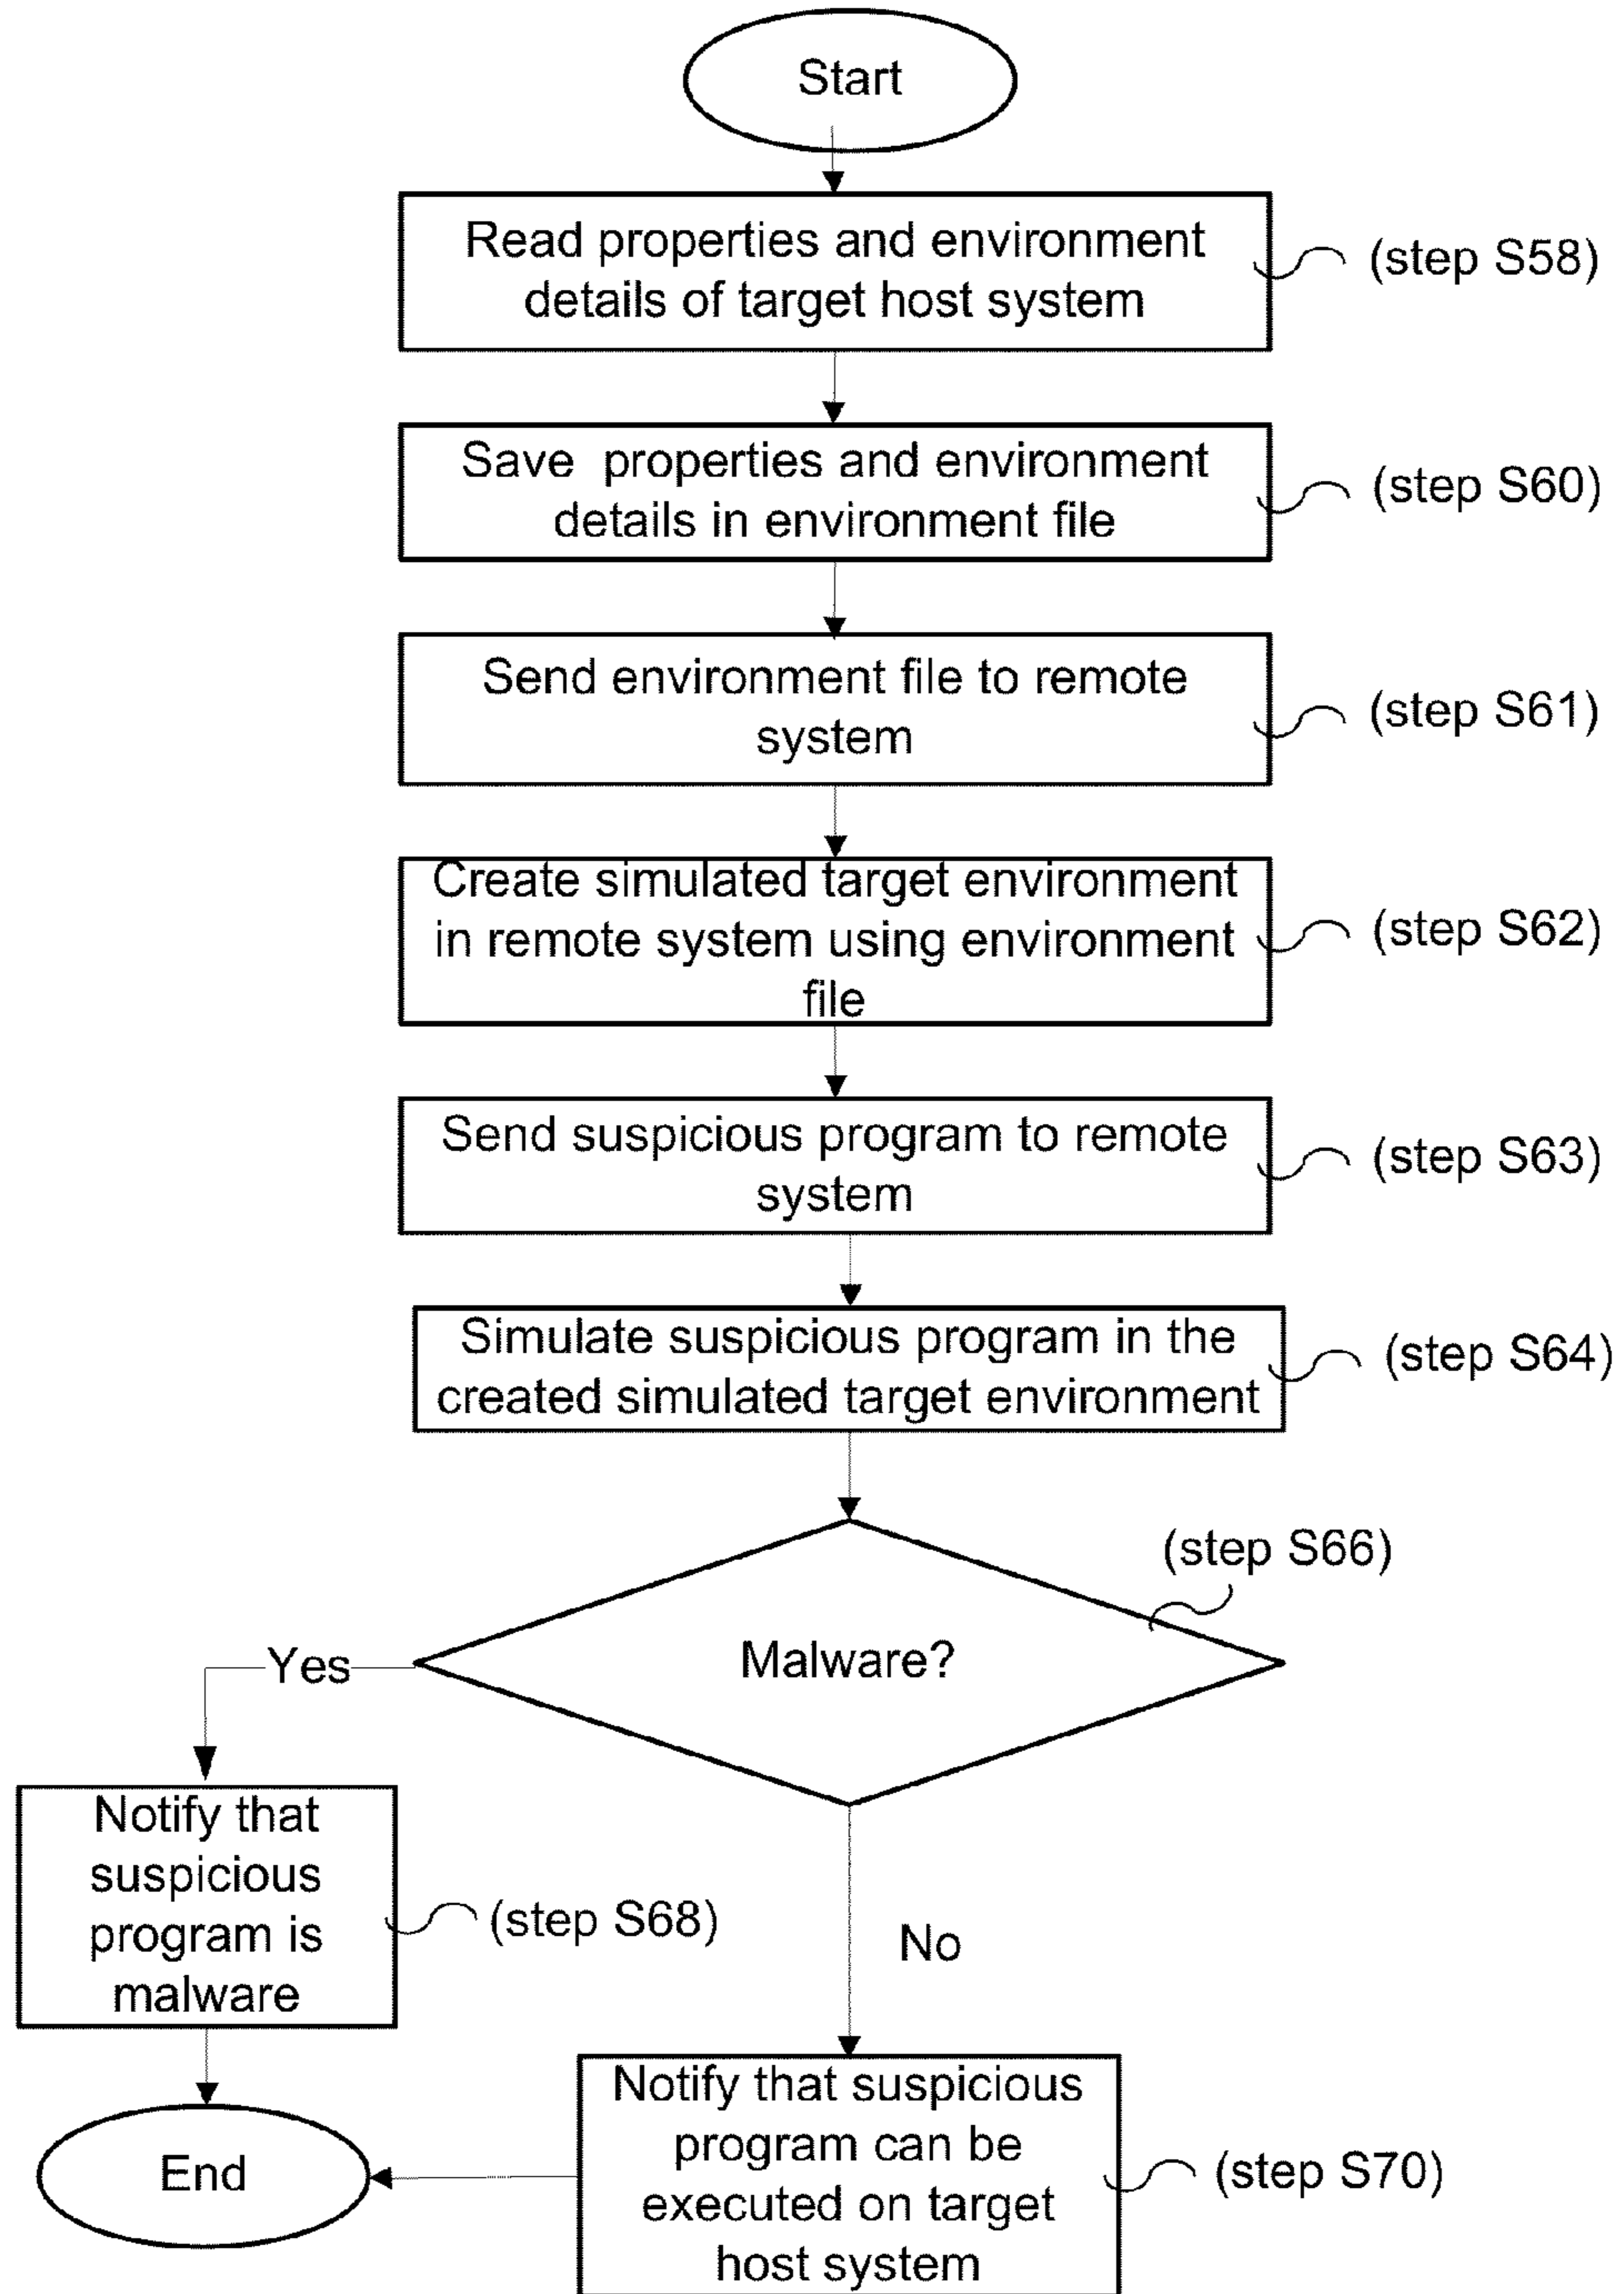 Start
Read properties and environment
details of target host system
(step S58)
Save properties and environment
details in environment file
(step S60)
Send environment file to remote
system
(step S61)
Create simulated target environment
in remote system using environment
file
(step S62)
Send suspicious program to remote
system
(step S63)
Simulate suspicious program in the
created simulated target environment
(step S64)
(step S66)
Malware?
Yes
Notify that
suspicious
program is
malware
(step S68)
No
Notify that suspicious
program can be
executed on target
host system
(step S70)
End